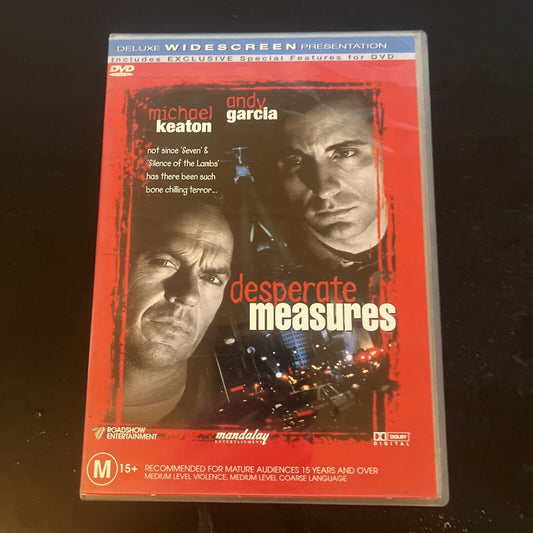 DELUXE WIDESCREEN PRESENTATION
Includes EXCLUSIVE Special Features for DVD
DVD
michael keaton
andy garcia
not since 'Seven' &
'Silence of the Lambs'
has there been such
bone chilling terror...
desperate
measures
ROADSHOW
ENTERTAINMENT
mandalay
ENTERTAINMENT
DOLBY
DIGITAL
M 15+
RECOMMENDED FOR MATURE AUDIENCES 15 YEARS AND OVER
MEDIUM LEVEL VIOLENCE, MEDIUM LEVEL COARSE LANGUAGE